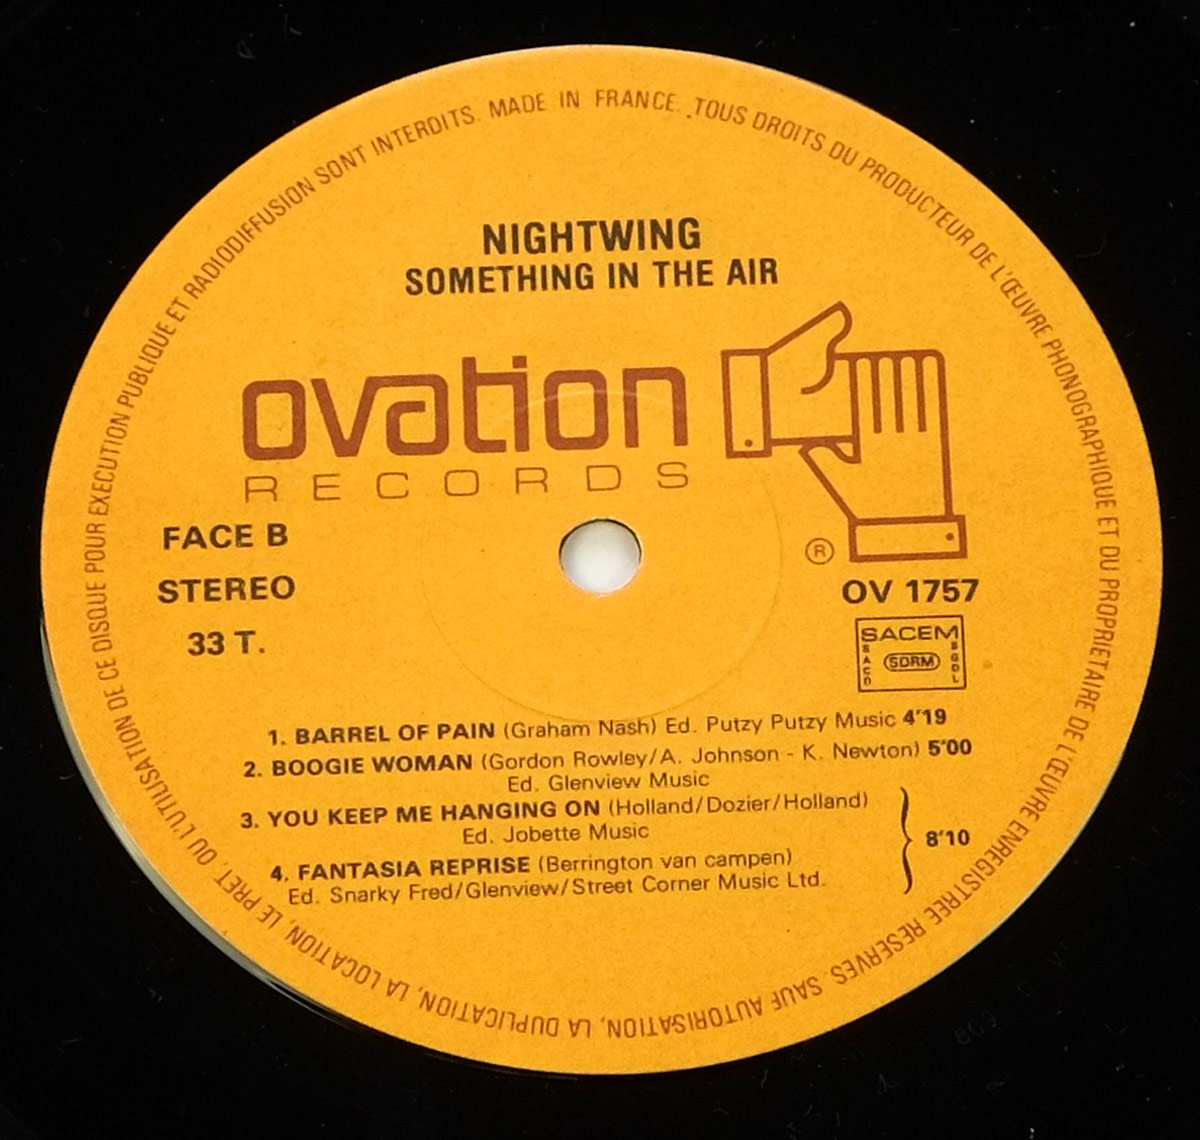 NIGHTWING
SOMETHING IN THE AIR
ovation
RECORDS
®
FACE B
STEREO
33 T.
OV 1757
SACEM
SACD
SDRM
SGDL
1. BARREL OF PAIN (Graham Nash) Ed. Putzy Putzy Music 4'19
2. BOOGIE WOMAN (Gordon Rowley/A. Johnson - K. Newton) 5'00
Ed. Glenview Music
3. YOU KEEP ME HANGING ON (Holland/Dozier/Holland)
Ed. Jobette Music
4. FANTASIA REPRISE (Berrington van campen)
Ed. Snarky Fred/Glenview/Street Corner Music Ltd.
8'10
TOUS DROITS DU PRODUCTEUR DE L'ŒUVRE PHONOGRAPHIQUE ET DU PROPRIETAIRE DE L'ŒUVRE ENREGISTREE RESERVES. SAUF AUTORISATION, LA DUPLICATION, LA LOCATION, LE PRET, OU L'UTILISATION DE CE DISQUE POUR EXECUTION PUBLIQUE ET RADIODIFFUSION SONT INTERDITS. MADE IN FRANCE.